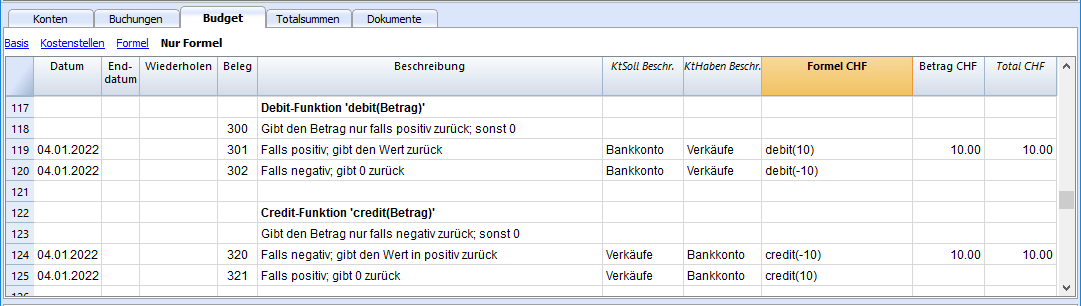 Konten Buchungen Budget Totalsummen Dokumente
Basis Kostenstellen Formel Nur Formel
Datum End-datum Wiederholen Beleg Beschreibung KtSoll Beschr. KtHaben Beschr. Formel CHF Betrag CHF Total CHF
117 Debit-Funktion 'debit(Betrag)'
118 300 Gibt den Betrag nur falls positiv zurück; sonst 0
119 04.01.2022 301 Falls positiv; gibt den Wert zurück Bankkonto Verkäufe debit(10) 10.00 10.00
120 04.01.2022 302 Falls negativ; gibt 0 zurück Bankkonto Verkäufe debit(-10)
121
122 Credit-Funktion 'credit(Betrag)'
123 Gibt den Betrag nur falls negativ zurück; sonst 0
124 04.01.2022 320 Falls negativ; gibt den Wert in positiv zurück Verkäufe Bankkonto credit(-10) 10.00 10.00
125 04.01.2022 321 Falls positiv; gibt 0 zurück Verkäufe Bankkonto credit(10)